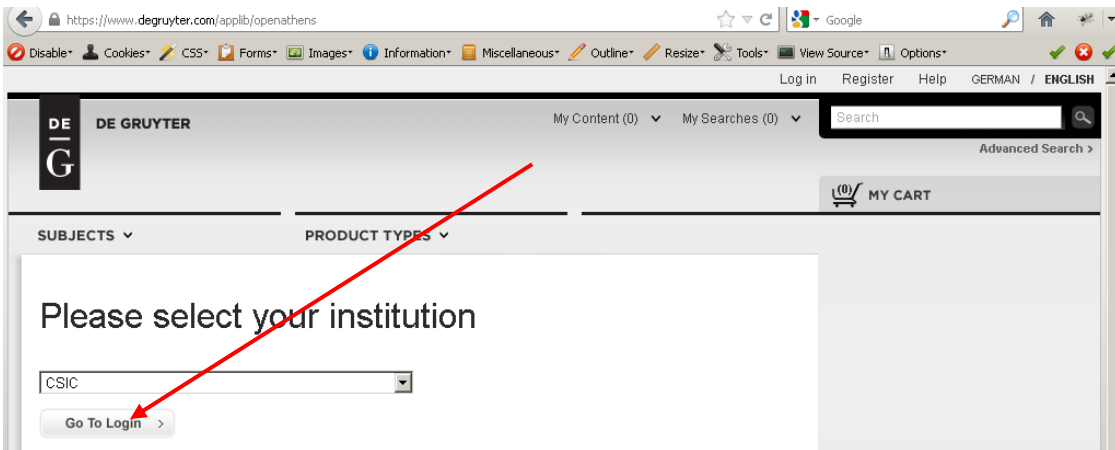 https://www.degruyter.com/applib/openathens Google
Disable Cookies CSS Forms Images Information Miscellaneous Outline Resize Tools View Source Options
Log in Register Help GERMAN / ENGLISH
DE G
DE GRUYTER
My Content (0) My Searches (0)
Search
Advanced Search >
(0) MY CART
SUBJECTS PRODUCT TYPES
Please select your institution
CSIC
Go To Login >